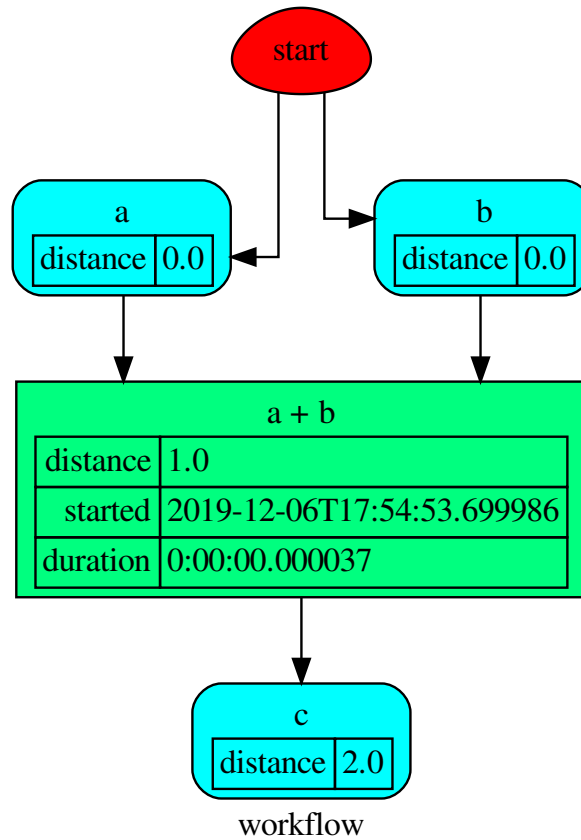 start
a
distance 0.0
b
distance 0.0
a + b
distance 1.0
started 2019-12-06T17:54:53.699986
duration 0:00:00.000037
c
distance 2.0
workflow